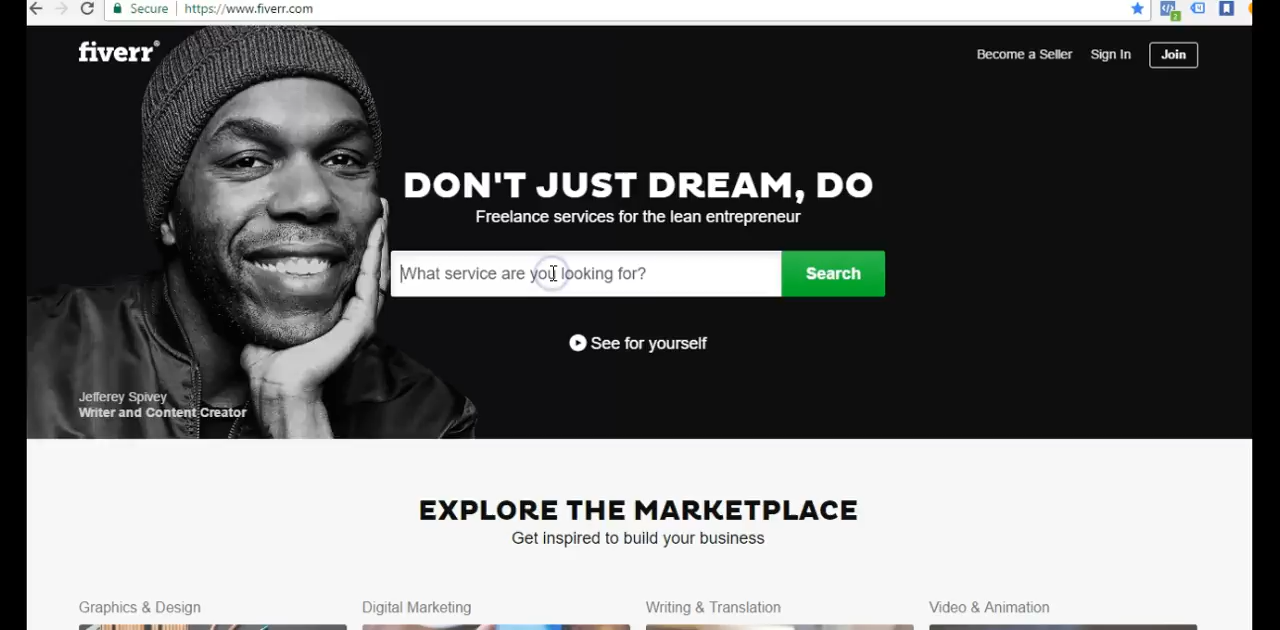 Secure
https://www.fiverr.com
2
fiverr®
Become a Seller
Sign In
Join
DON'T JUST DREAM, DO
Freelance services for the lean entrepreneur
What service are you looking for?
Search
See for yourself
Jefferey Spivey
Writer and Content Creator
EXPLORE THE MARKETPLACE
Get inspired to build your business
Graphics & Design
Digital Marketing
Writing & Translation
Video & Animation